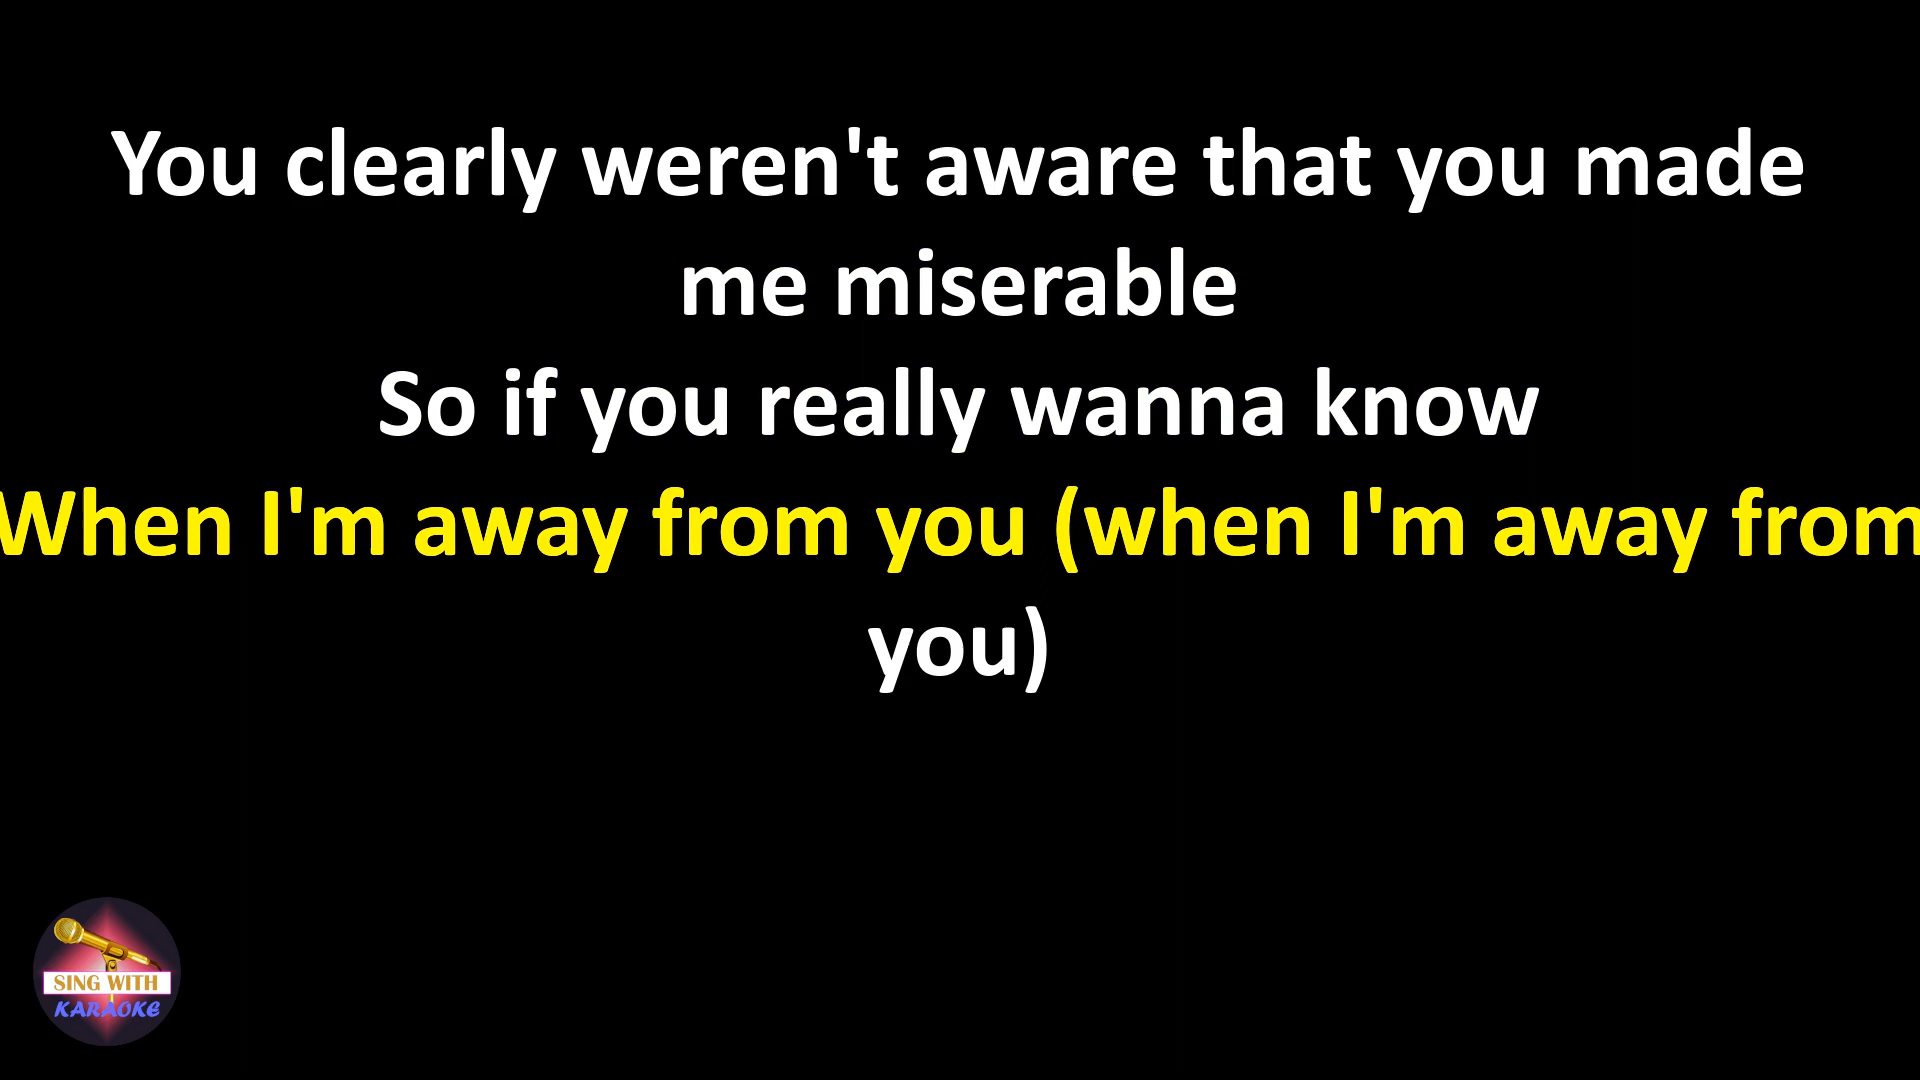 You clearly weren't aware that you made
me miserable
So if you really wanna know
When I'm away from you (when I'm away from
you)
SING WITH
KARAOKE